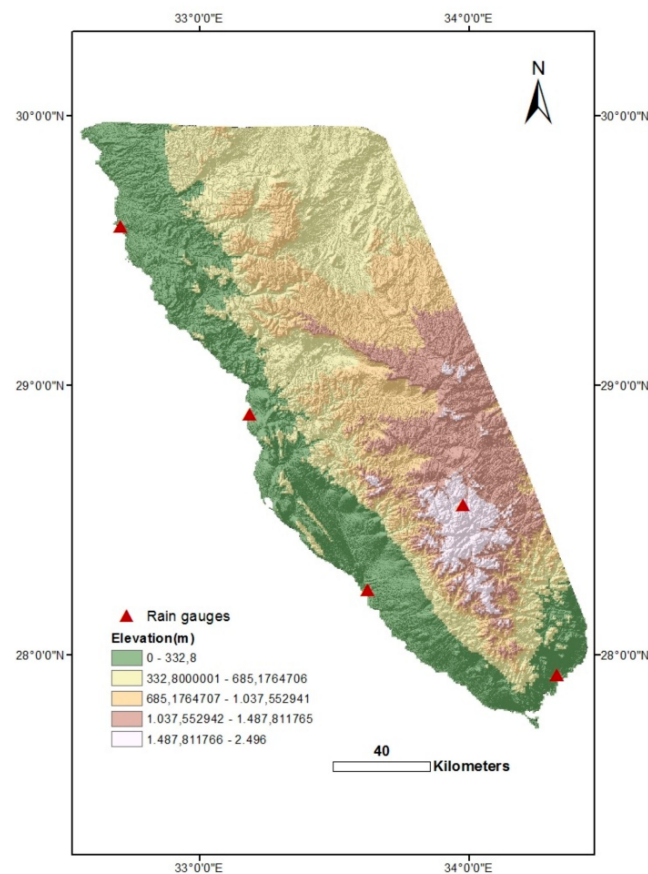 33°0'0"E 34°0'0"E
N
30°0'0"N 30°0'0"N
29°0'0"N 29°0'0"N
28°0'0"N 28°0'0"N
Rain gauges
Elevation(m)
0 - 332,8
332,8000001 - 685,1764706
685,1764707 - 1.037,552941
1.037,552942 - 1.487,811765
1.487,811766 - 2.496
40
Kilometers
33°0'0"E 34°0'0"E